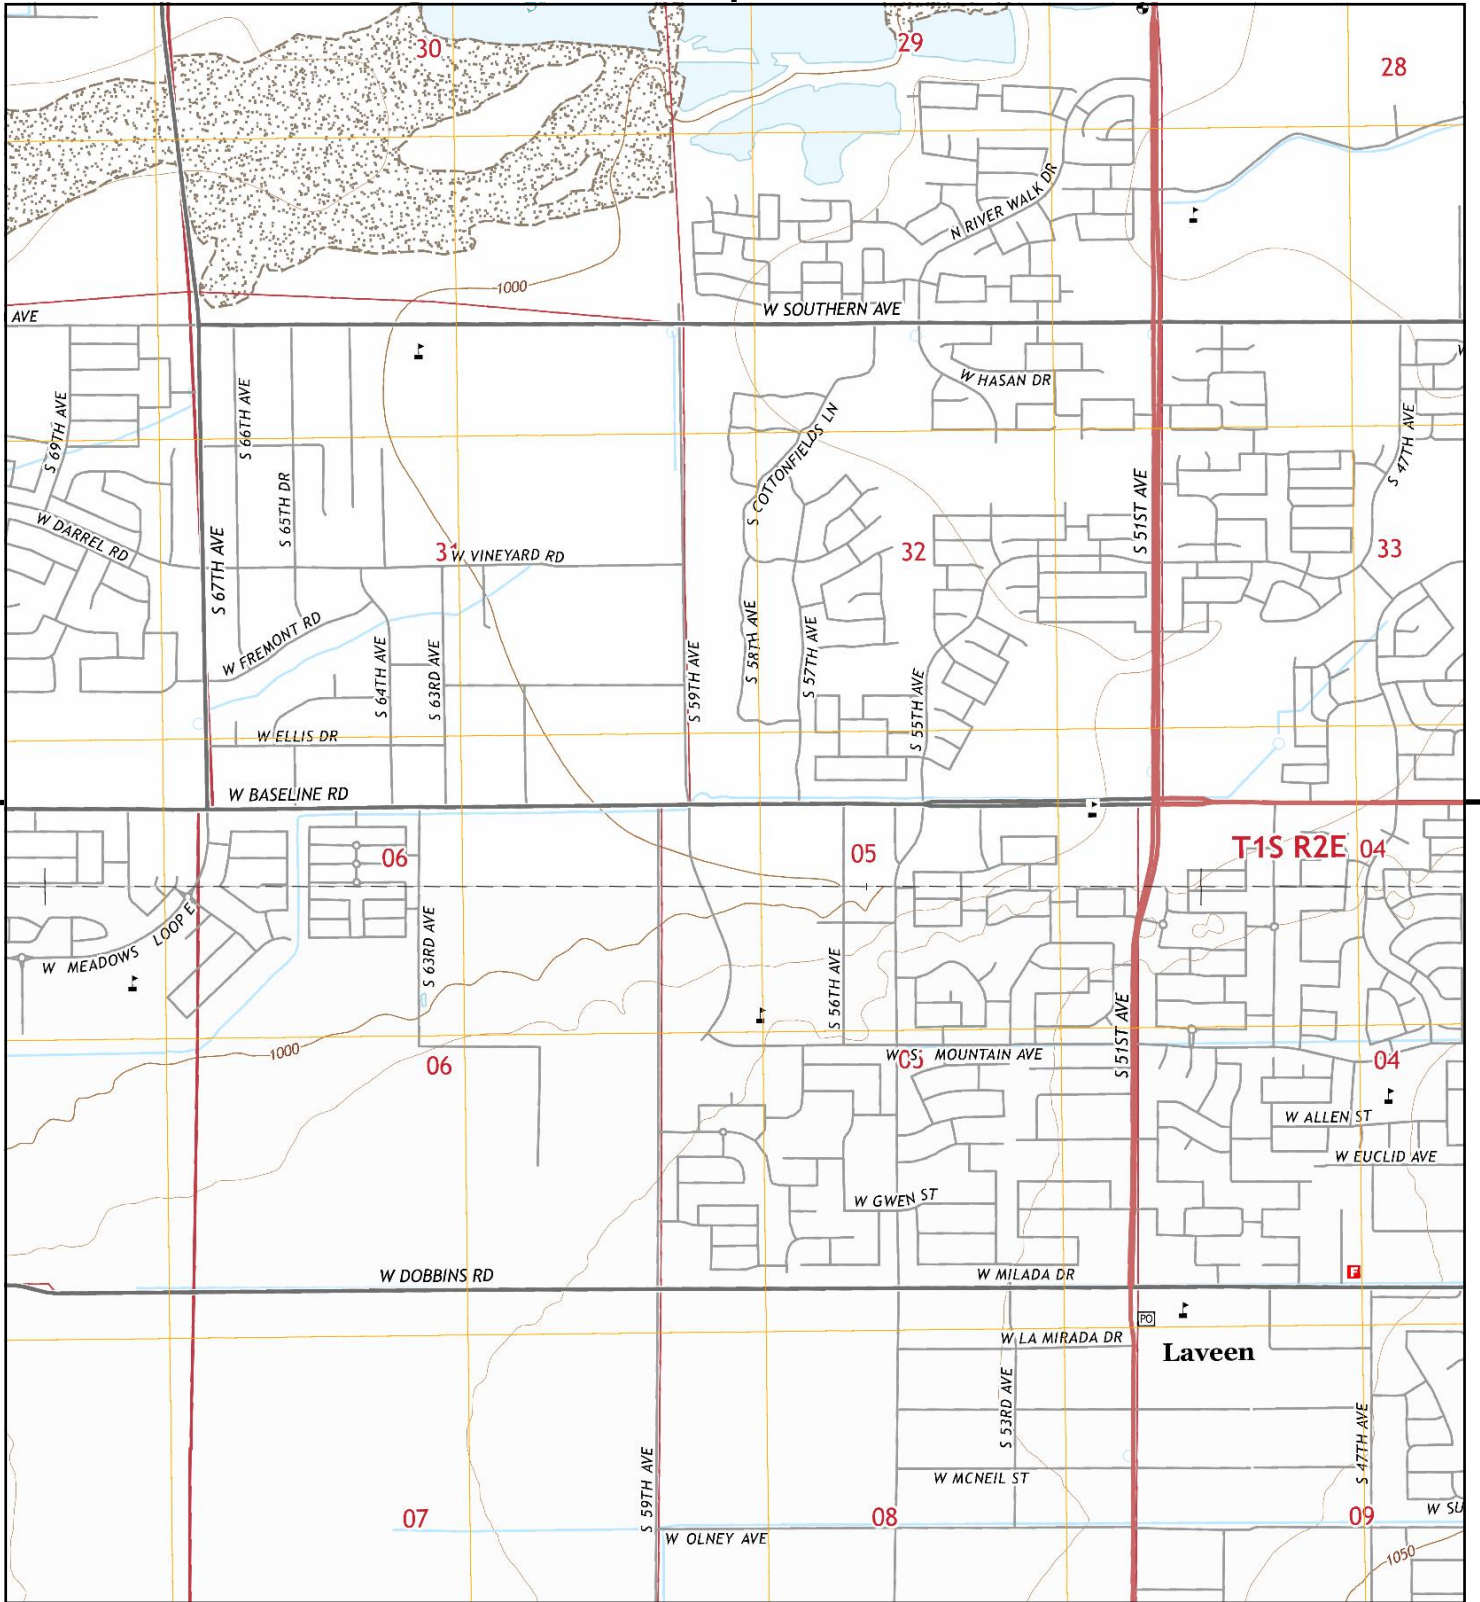 30
29
28
N RIVER WALK DR
1000
W SOUTHERN AVE
AVE
W HASAN DR
S 69TH AVE
S 66TH AVE
S COTTONFIELDS LN
S 47TH AVE
S 65TH DR
S 51ST AVE
W DARREL RD
W VINEYARD RD
32
33
S 67TH AVE
W FREMONT RD
S 64TH AVE
S 63RD AVE
S 59TH AVE
S 58TH AVE
S 57TH AVE
S 55TH AVE
W ELLIS DR
W BASELINE RD
06
05
T1S R2E
04
W MEADOWS LOOP E
S 63RD AVE
S 56TH AVE
S 51ST AVE
1000
06
W S MOUNTAIN AVE
05
04
W ALLEN ST
W EUCLID AVE
W GWEN ST
W DOBBINS RD
W MILADA DR
F
PO
W LA MIRADA DR
Laveen
S 53RD AVE
S 47TH AVE
S 59TH AVE
W MCNEIL ST
07
08
09
W SU
W OLNEY AVE
1050